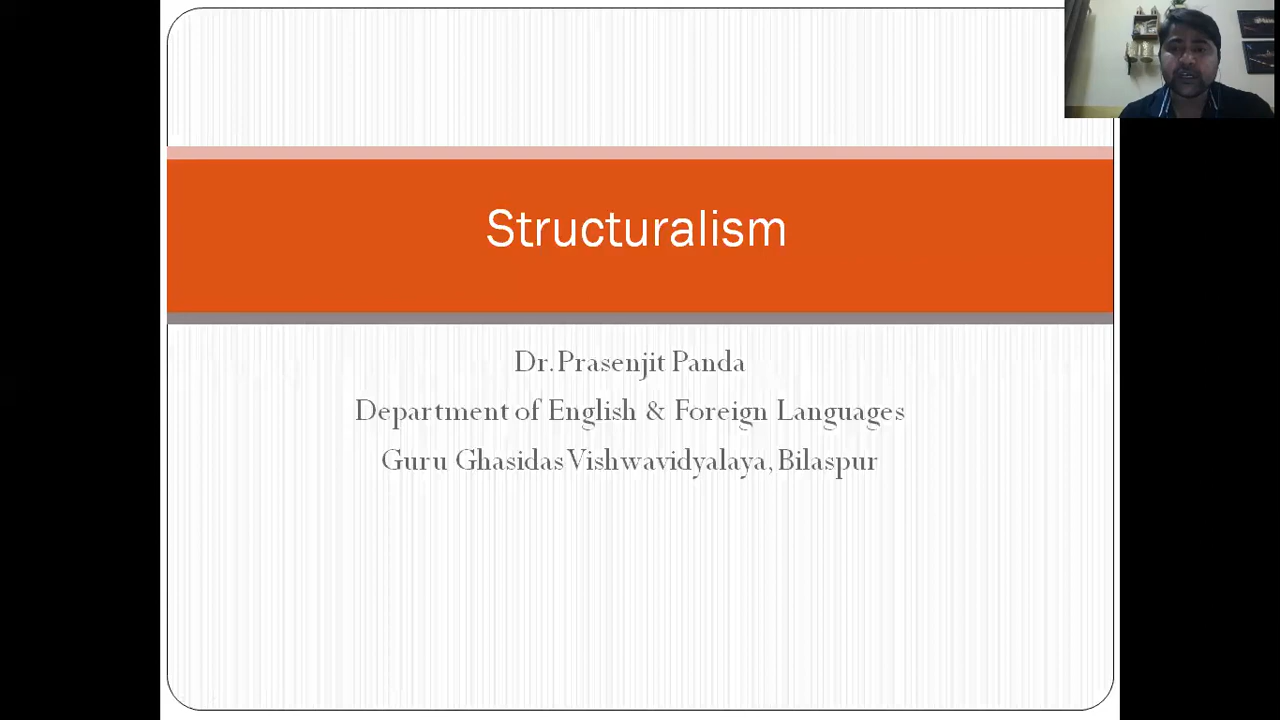 Structuralism
Dr. Prasenjit Panda
Department of English & Foreign Languages
Guru Ghasidas Vishwavidyalaya, Bilaspur